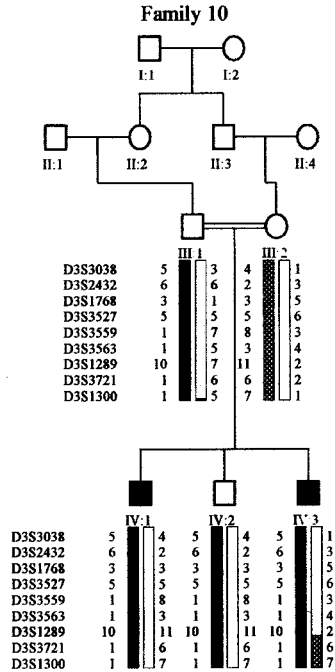 Family 10
I:1 I:2
II:1 II:2 II:3 II:4
III:1 III:2
D3S3038 5 3 4 1
D3S2432 6 6 2 3
D3S1768 3 1 3 5
D3S3527 5 5 5 6
D3S3559 1 7 8 3
D3S3563 1 5 3 4
D3S1289 10 7 11 2
D3S3721 1 6 6 2
D3S1300 1 5 7 1
IV:1 IV:2 IV:3
D3S3038 5 4 5 4 5 1
D3S2432 6 2 6 2 6 3
D3S1768 3 3 3 3 3 5
D3S3527 5 5 5 5 5 6
D3S3559 1 8 1 8 1 3
D3S3563 1 3 1 3 1 4
D3S1289 10 11 10 11 10 2
D3S3721 1 6 1 6 1 6
D3S1300 1 7 1 7 1 7